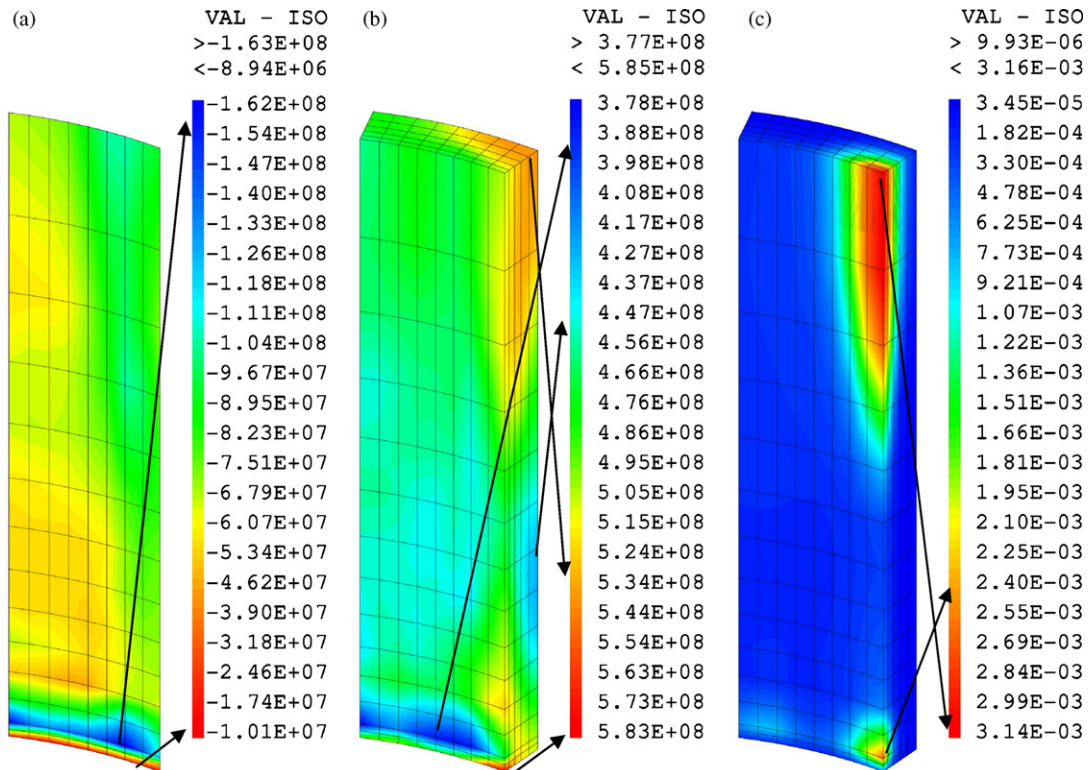 (a)
VAL - ISO
>-1.63E+08
<-8.94E+06
-1.62E+08
-1.54E+08
-1.47E+08
-1.40E+08
-1.33E+08
-1.26E+08
-1.18E+08
-1.11E+08
-1.04E+08
-9.67E+07
-8.95E+07
-8.23E+07
-7.51E+07
-6.79E+07
-6.07E+07
-5.34E+07
-4.62E+07
-3.90E+07
-3.18E+07
-2.46E+07
-1.74E+07
-1.01E+07
(b)
VAL - ISO
> 3.77E+08
< 5.85E+08
3.78E+08
3.88E+08
3.98E+08
4.08E+08
4.17E+08
4.27E+08
4.37E+08
4.47E+08
4.56E+08
4.66E+08
4.76E+08
4.86E+08
4.95E+08
5.05E+08
5.15E+08
5.24E+08
5.34E+08
5.44E+08
5.54E+08
5.63E+08
5.73E+08
5.83E+08
(c)
VAL - ISO
> 9.93E-06
< 3.16E-03
3.45E-05
1.82E-04
3.30E-04
4.78E-04
6.25E-04
7.73E-04
9.21E-04
1.07E-03
1.22E-03
1.36E-03
1.51E-03
1.66E-03
1.81E-03
1.95E-03
2.10E-03
2.25E-03
2.40E-03
2.55E-03
2.69E-03
2.84E-03
2.99E-03
3.14E-03